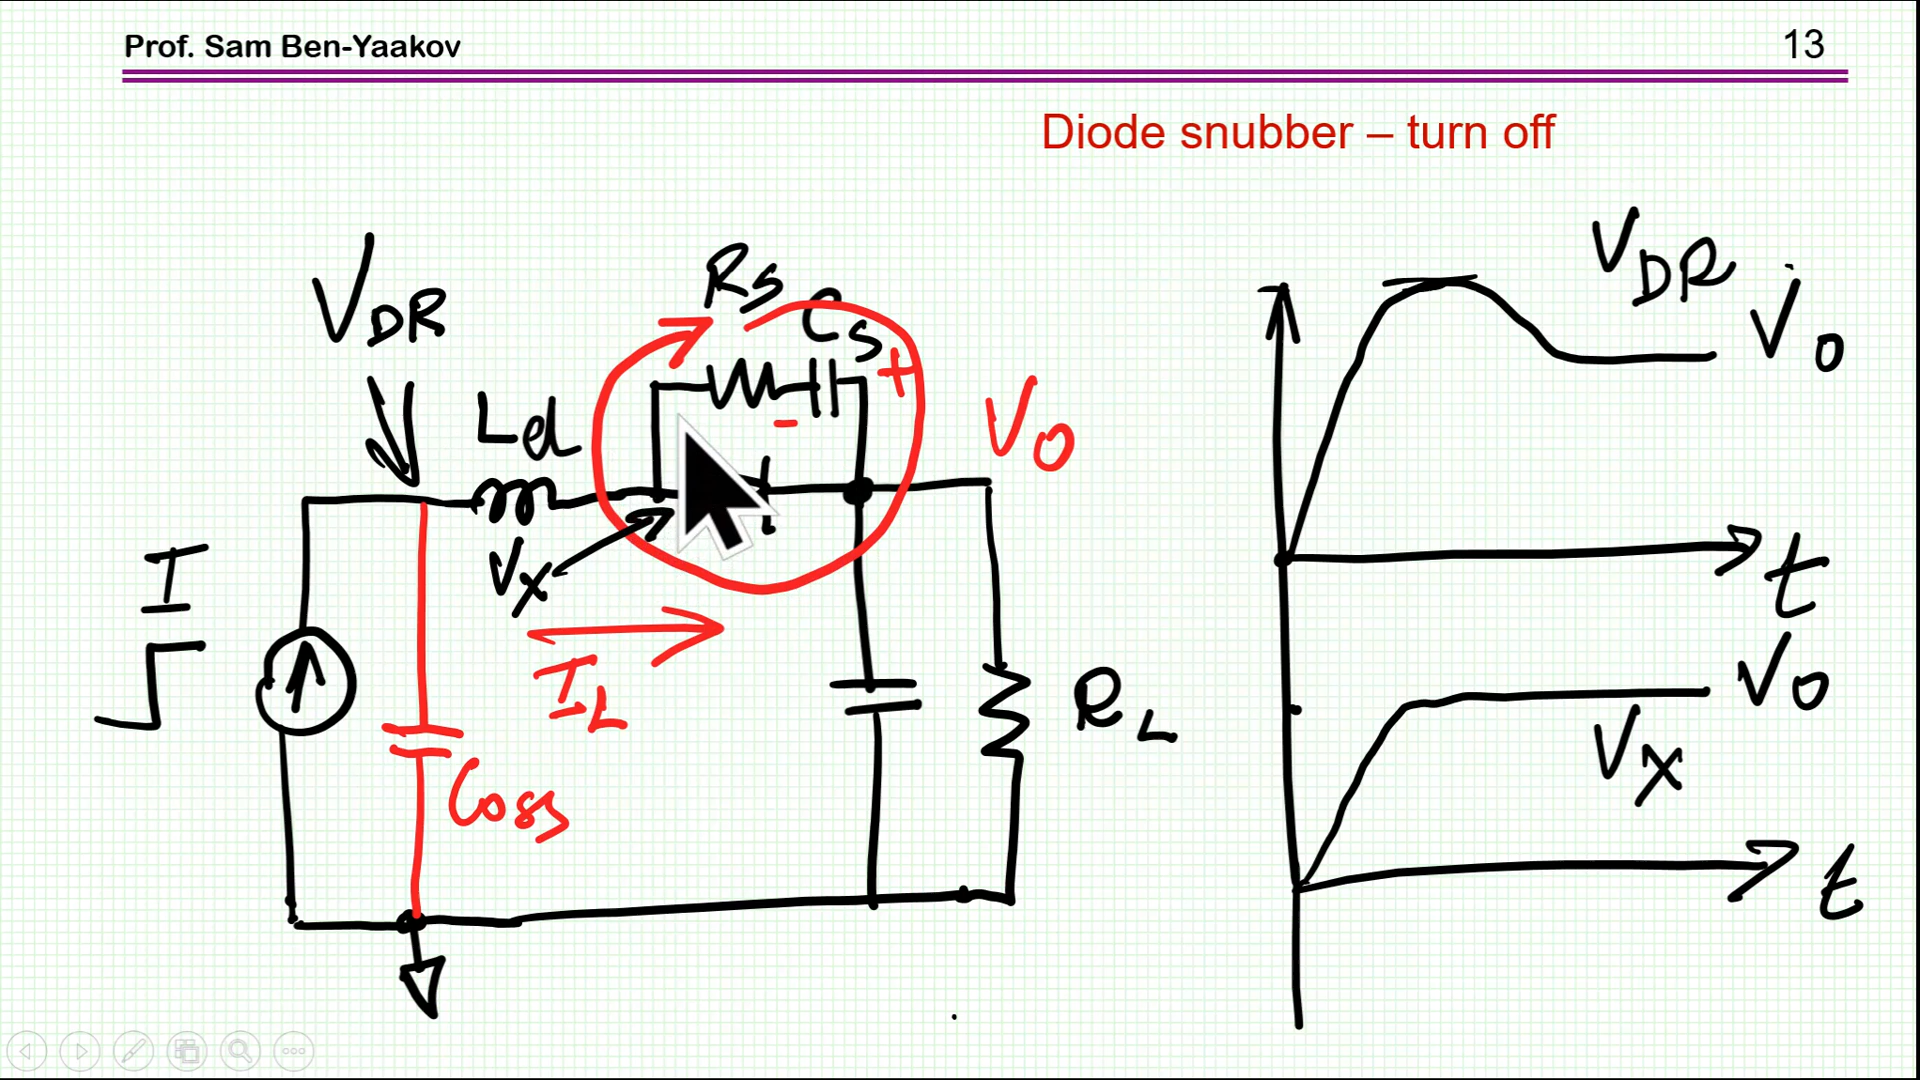 Prof. Sam Ben-Yaakov
13
Diode snubber – turn off
VDR
Rs
Cs
+
-
Led
Vx
VO
I
IL
Coss
RL
VDR
VO
t
VO
Vx
t